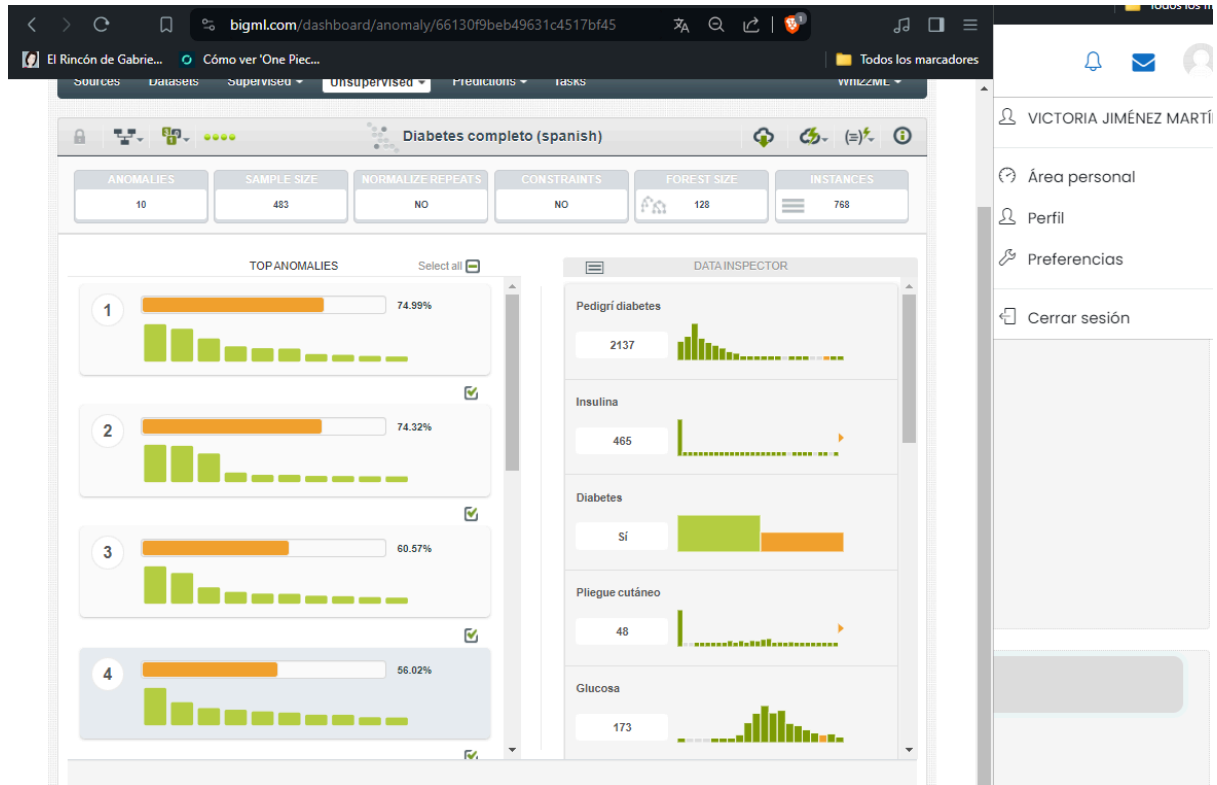 Todos los m
bigml.com/dashboard/anomaly/66130f9beb49631c4517bf45
1
El Rincón de Gabrie...
Cómo ver 'One Piec...
Todos los marcadores
Sources Datasets Supervised Unsupervised Predictions Tasks WhizzML
Diabetes completo (spanish)
ANOMALIES SAMPLE SIZE NORMALIZE REPEATS CONSTRAINTS FOREST SIZE INSTANCES
10 483 NO NO 128 768
TOP ANOMALIES Select all
DATA INSPECTOR
1 74.99%
2 74.32%
3 60.57%
4 56.02%
Pedigrí diabetes
2137
Insulina
465
Diabetes
Sí
Pliegue cutáneo
48
Glucosa
173
VICTORIA JIMÉNEZ MARTÍ
Área personal
Perfil
Preferencias
Cerrar sesión